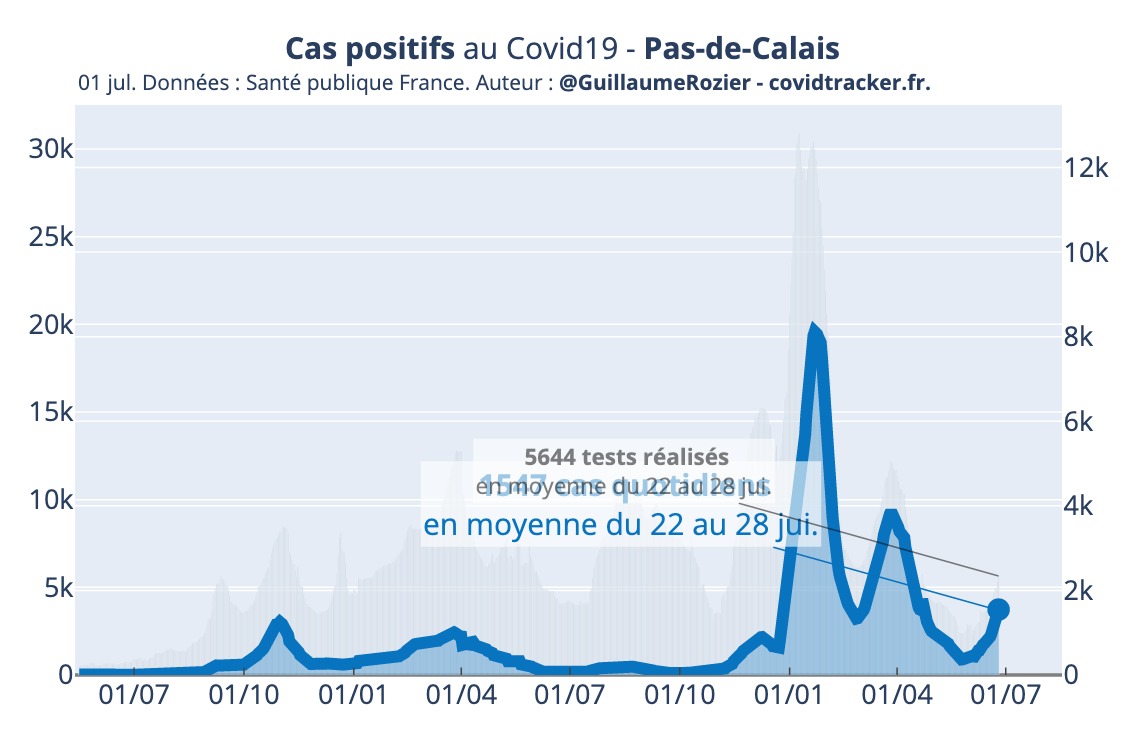 Cas positifs au Covid19 - Pas-de-Calais
01 jul. Données : Santé publique France. Auteur : @GuillaumeRozier - covidtracker.fr.
30k
25k
20k
15k
10k
5k
0
12k
10k
8k
6k
4k
2k
0
5644 tests réalisés
en moyenne du 22 au 28 jui.
1547 cas quotidiens
en moyenne du 22 au 28 jui.
01/07
01/10
01/01
01/04
01/07
01/10
01/01
01/04
01/07